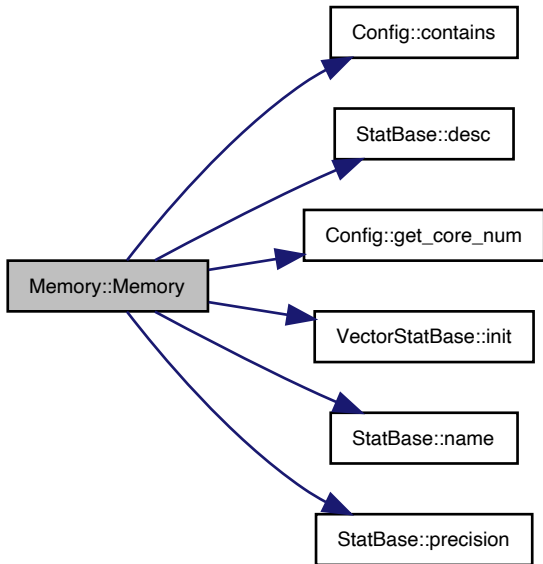 Config::contains
StatBase::desc
Config::get_core_num
Memory::Memory
VectorStatBase::init
StatBase::name
StatBase::precision